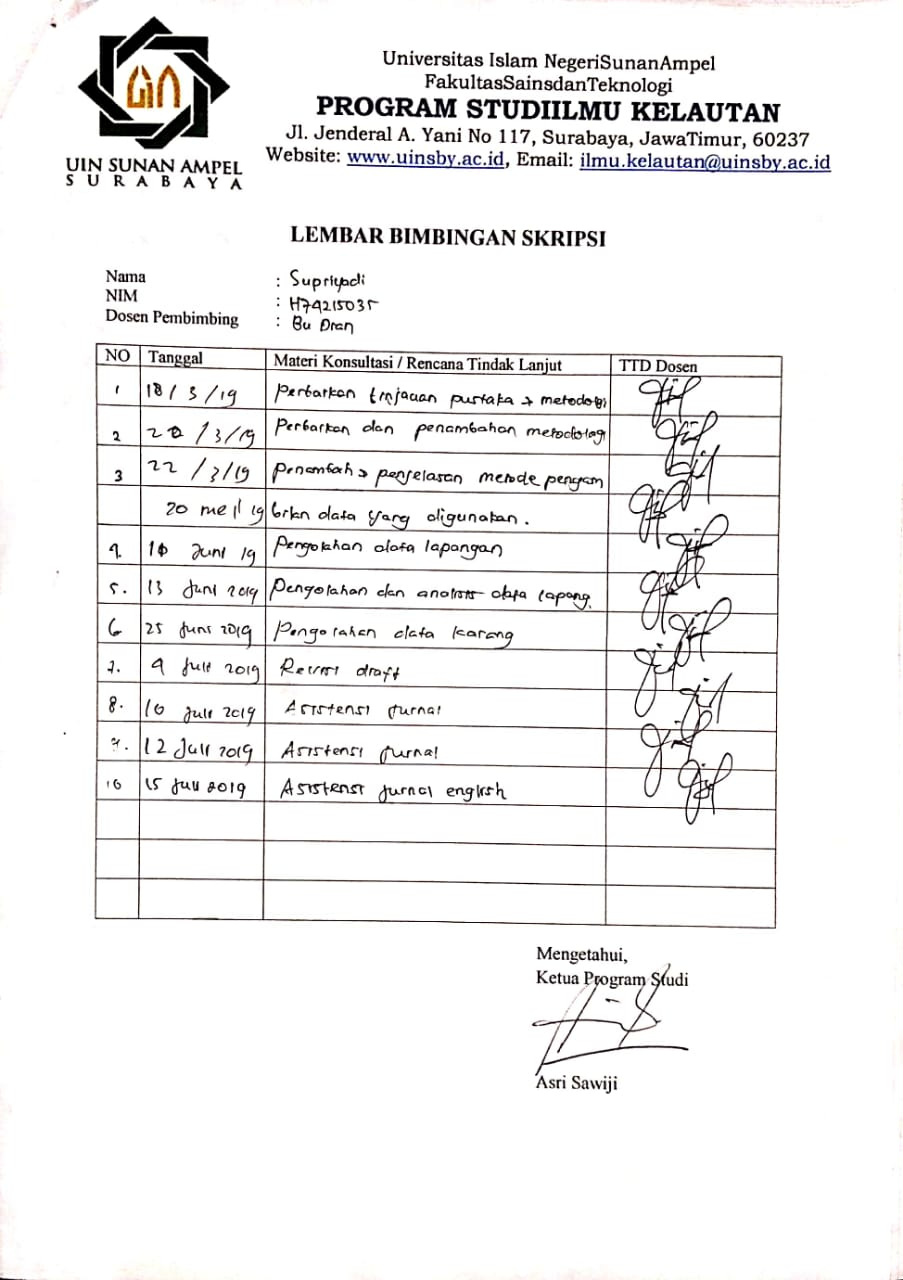 UIN SUNAN AMPEL
S U R A B A Y A
Universitas Islam NegeriSunanAmpel
FakultasSainsdanTeknologi
PROGRAM STUDIILMU KELAUTAN
Jl. Jenderal A. Yani No 117, Surabaya, JawaTimur, 60237
Website: www.uinsby.ac.id, Email: ilmu.kelautan@uinsby.ac.id
LEMBAR BIMBINGAN SKRIPSI
Nama : Supriyadi
NIM : H74215035
Dosen Pembimbing : Bu Dian
NO Tanggal Materi Konsultasi / Rencana Tindak Lanjut TTD Dosen
1 18/3/19 Perbaikan tinjauan pustaka > metodologi
2 20/3/19 Perbaikan dan penambahan metodologi
3 22/3/19 Penambah> penjelasan metode pengam
20 mei 19 bilan data yang digunakan.
4. 10 Juni 19 Pengolahan data lapangan
5. 13 Juni 2019 Pengolahan dan analisis data lapang.
6 25 Juni 2019 Pengolahan data karang
7. 9 Juli 2019 Revisi draft
8. 10 Juli 2019 Asistensi jurnal
9. 12 Juli 2019 Asistensi jurnal
10 15 Juli 2019 Asistensi jurnal english
Mengetahui,
Ketua Program Studi
Asri Sawiji